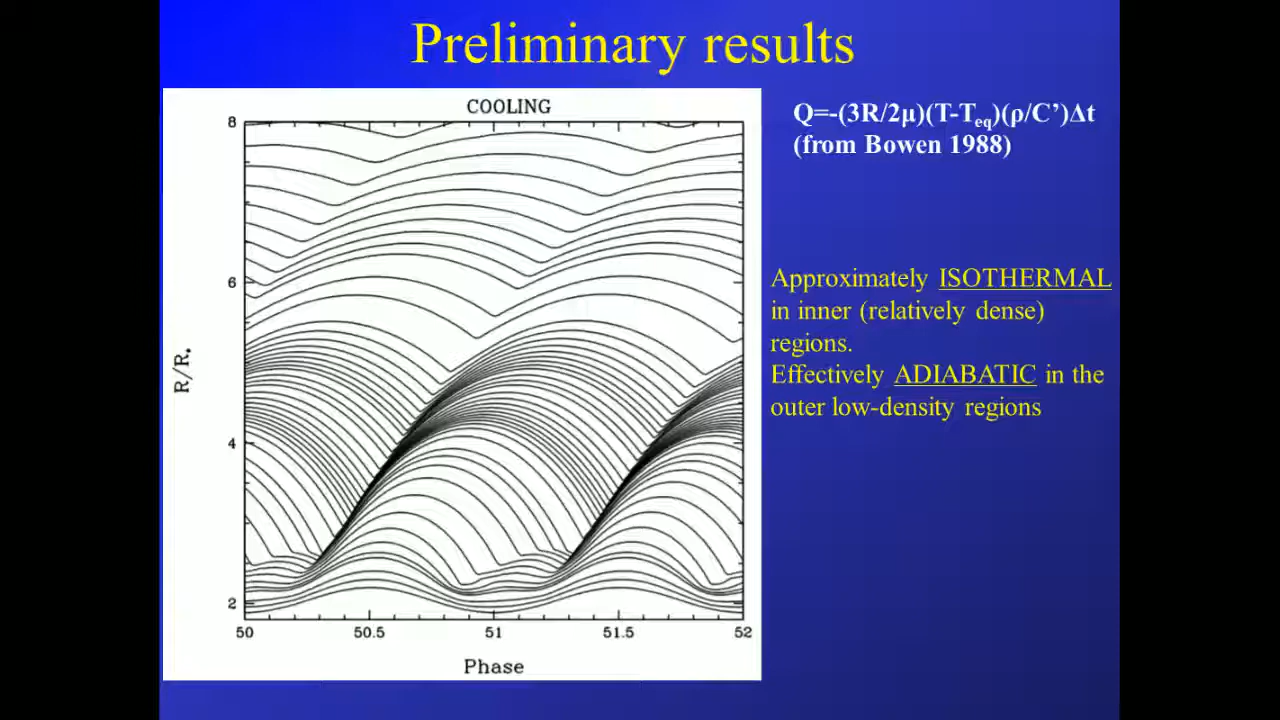 Preliminary results
COOLING
8
6
4
2
R/R*
50
50.5
51
51.5
52
Phase
Q=-(3R/2μ)(T-Teq)(ρ/C’)Δt
(from Bowen 1988)
Approximately ISOTHERMAL
in inner (relatively dense)
regions.
Effectively ADIABATIC in the
outer low-density regions